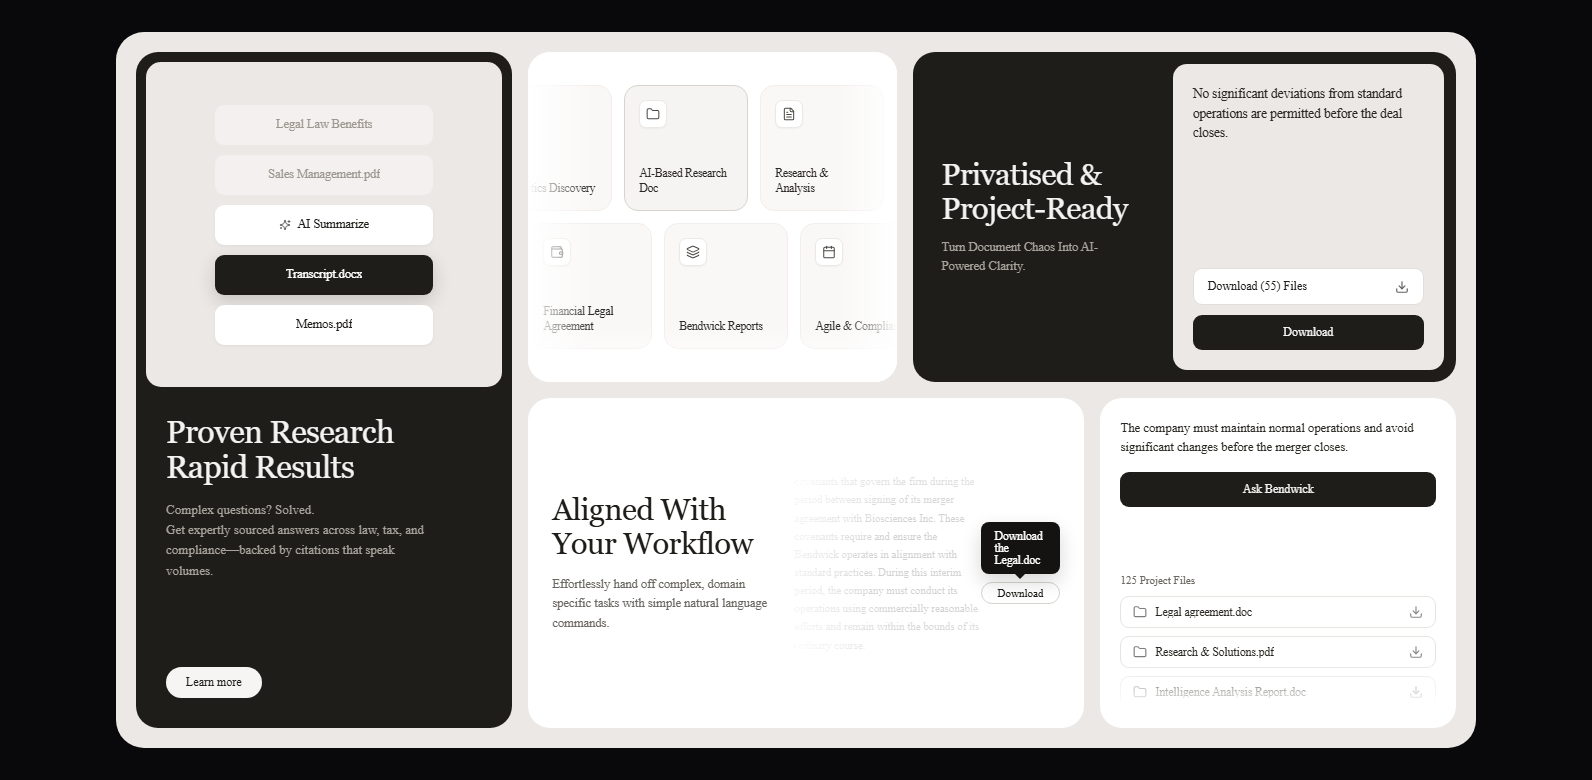 Legal Law Benefits
Sales Management.pdf
AI Summarize
Transcript.docx
Memos.pdf
Proven Research
Rapid Results
Complex questions? Solved.
Get expertly sourced answers across law, tax, and
compliance—backed by citations that speak
volumes.
Learn more
Discovery
AI-Based Research
Doc
Research &
Analysis
Financial Legal
Agreement
Bendwick Reports
Agile &
Privatised &
Project-Ready
Turn Document Chaos Into AI-
Powered Clarity.
No significant deviations from standard
operations are permitted before the deal
closes.
Download (55) Files
Download
Aligned With
Your Workflow
Effortlessly hand off complex, domain
specific tasks with simple natural language
commands.
that govern the firm during the
period between signing of its merger
agreement with Biosciences Inc. These
covenants require and ensure the
Bendwick operates in alignment with
standard practices. During this interim
period, the company must conduct its
operations using commercially reasonable
efforts and remain within the bounds of its
ordinary course.
Download
the
Legal.doc
Download
The company must maintain normal operations and avoid
significant changes before the merger closes.
Ask Bendwick
125 Project Files
Legal agreement.doc
Research & Solutions.pdf
Intelligence Analysis Report.doc